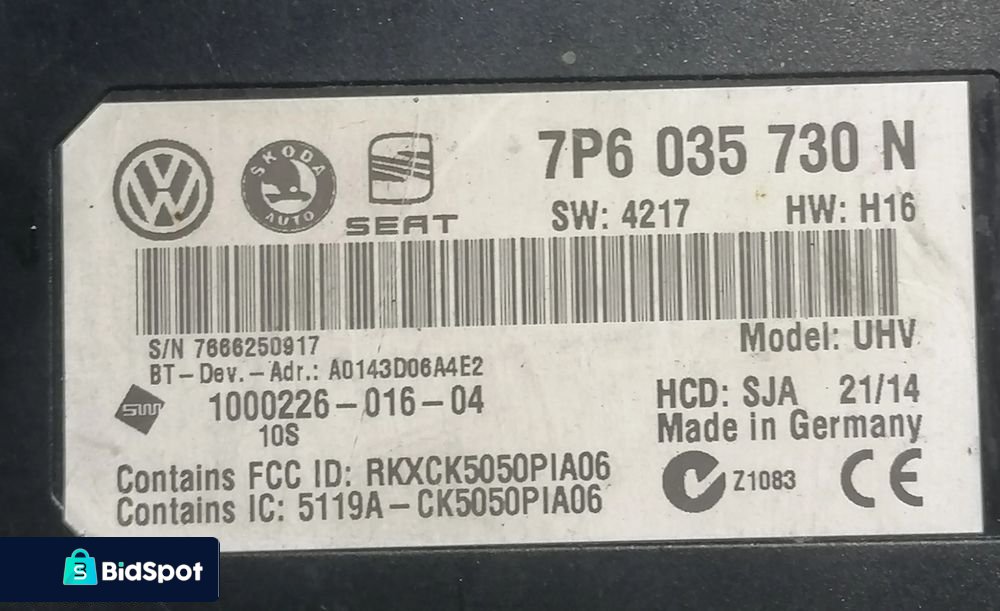 7P6 035 730 N
SKODA
AUTO
SEAT
SW: 4217 HW: H16
Model: UHV
S/N 7666250917
BT-Dev.-Adr.: A0143D06A4E2
SW 1000226-016-04
10S
HCD: SJA 21/14
Made in Germany
Contains FCC ID: RKXCK5050PIA06
Contains IC: 5119A-CK5050PIA06
Z1083
CE
BidSpot